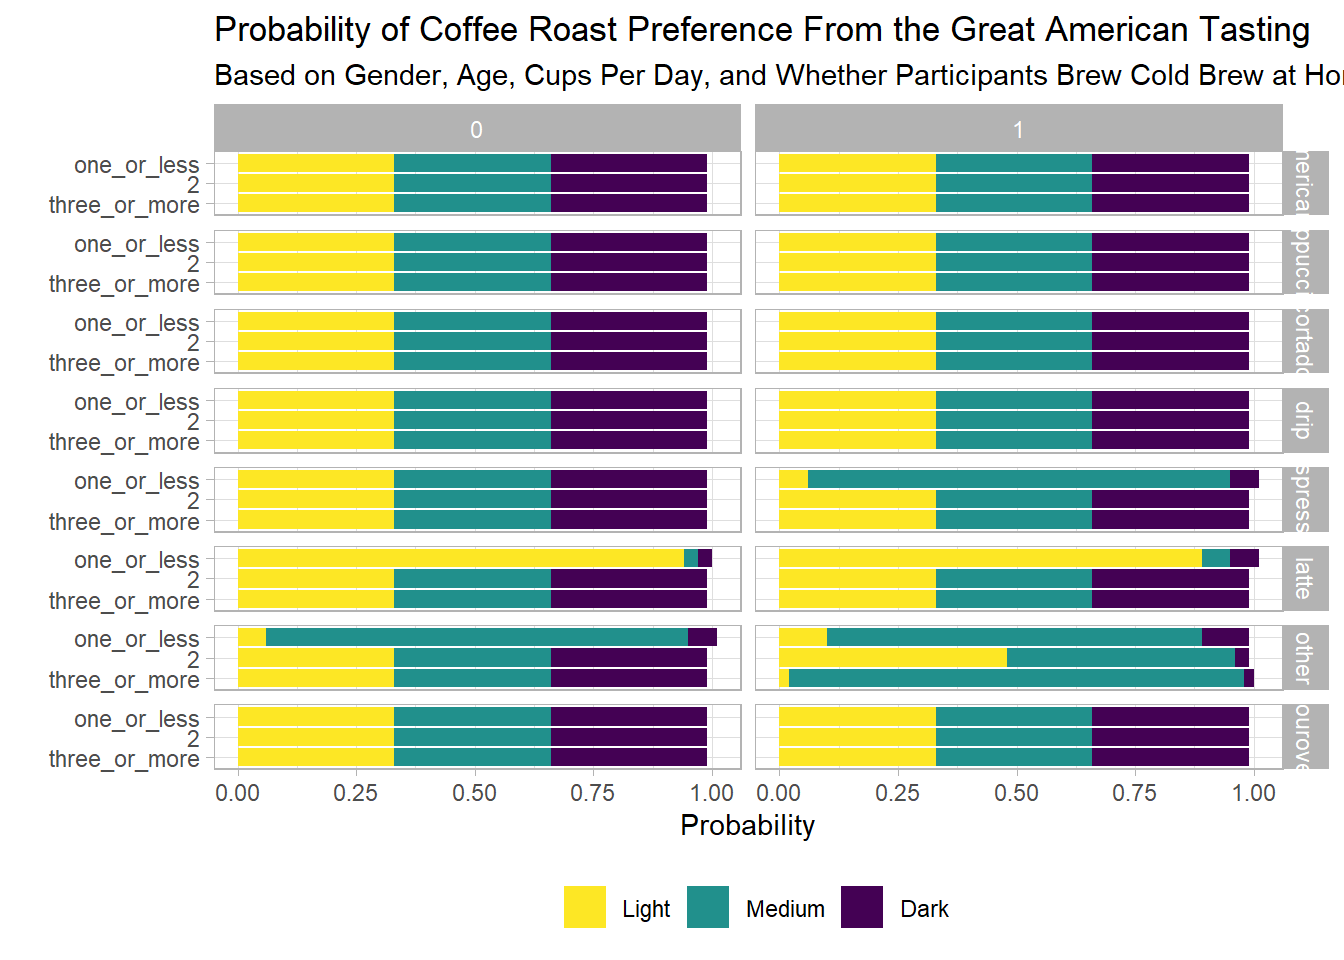 Probability of Coffee Roast Preference From the Great American Tasting
Based on Gender, Age, Cups Per Day, and Whether Participants Brew Cold Brew at
0 1
one_or_less
2
three_or_more
one_or_less
2
three_or_more
one_or_less
2
three_or_more
cortado
one_or_less
2
three_or_more
drip
one_or_less
2
three_or_more
one_or_less
2
three_or_more
latte
one_or_less
2
three_or_more
other
one_or_less
2
three_or_more
0.00 0.25 0.50 0.75 1.00 0.00 0.25 0.50 0.75 1.00
Probability
Light Medium Dark